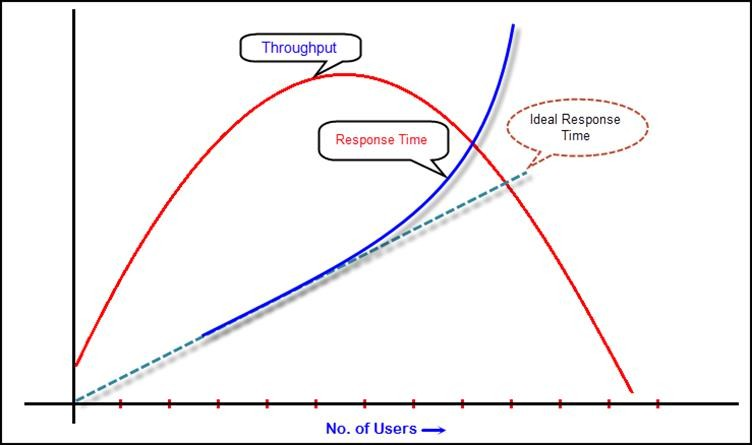 Throughput
Response Time
Ideal Response
Time
No. of Users